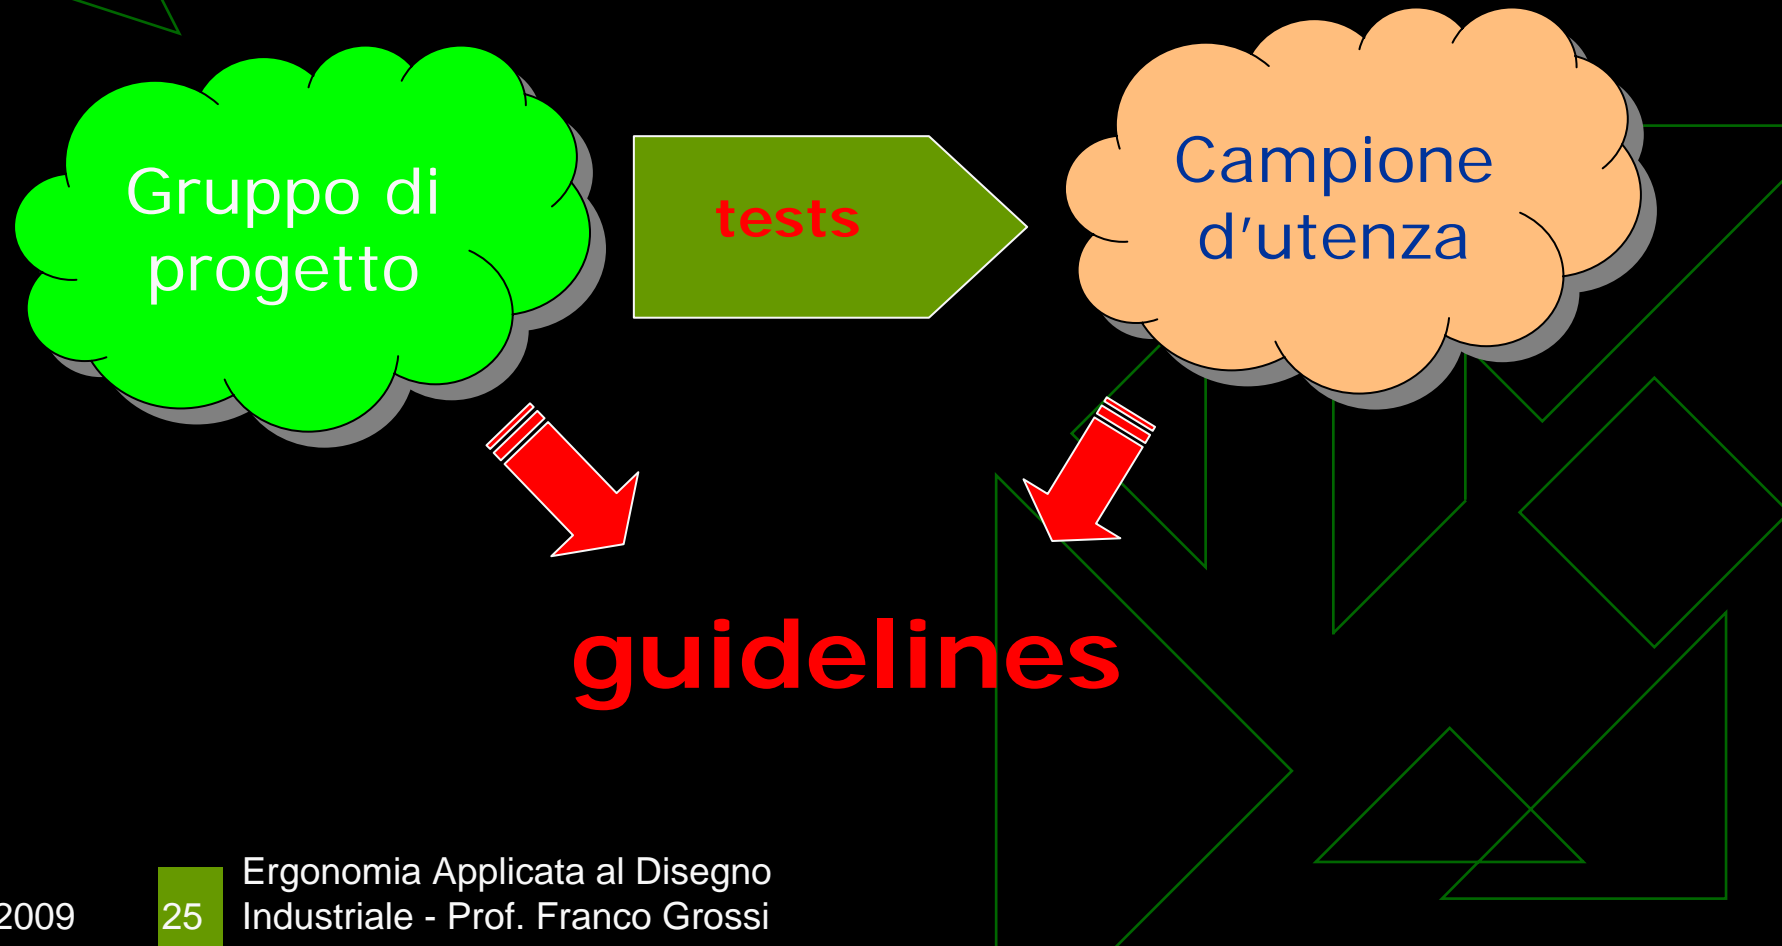 Gruppo di
progetto
tests
Campione
d’utenza
guidelines
2009
25
Ergonomia Applicata al Disegno
Industriale - Prof. Franco Grossi